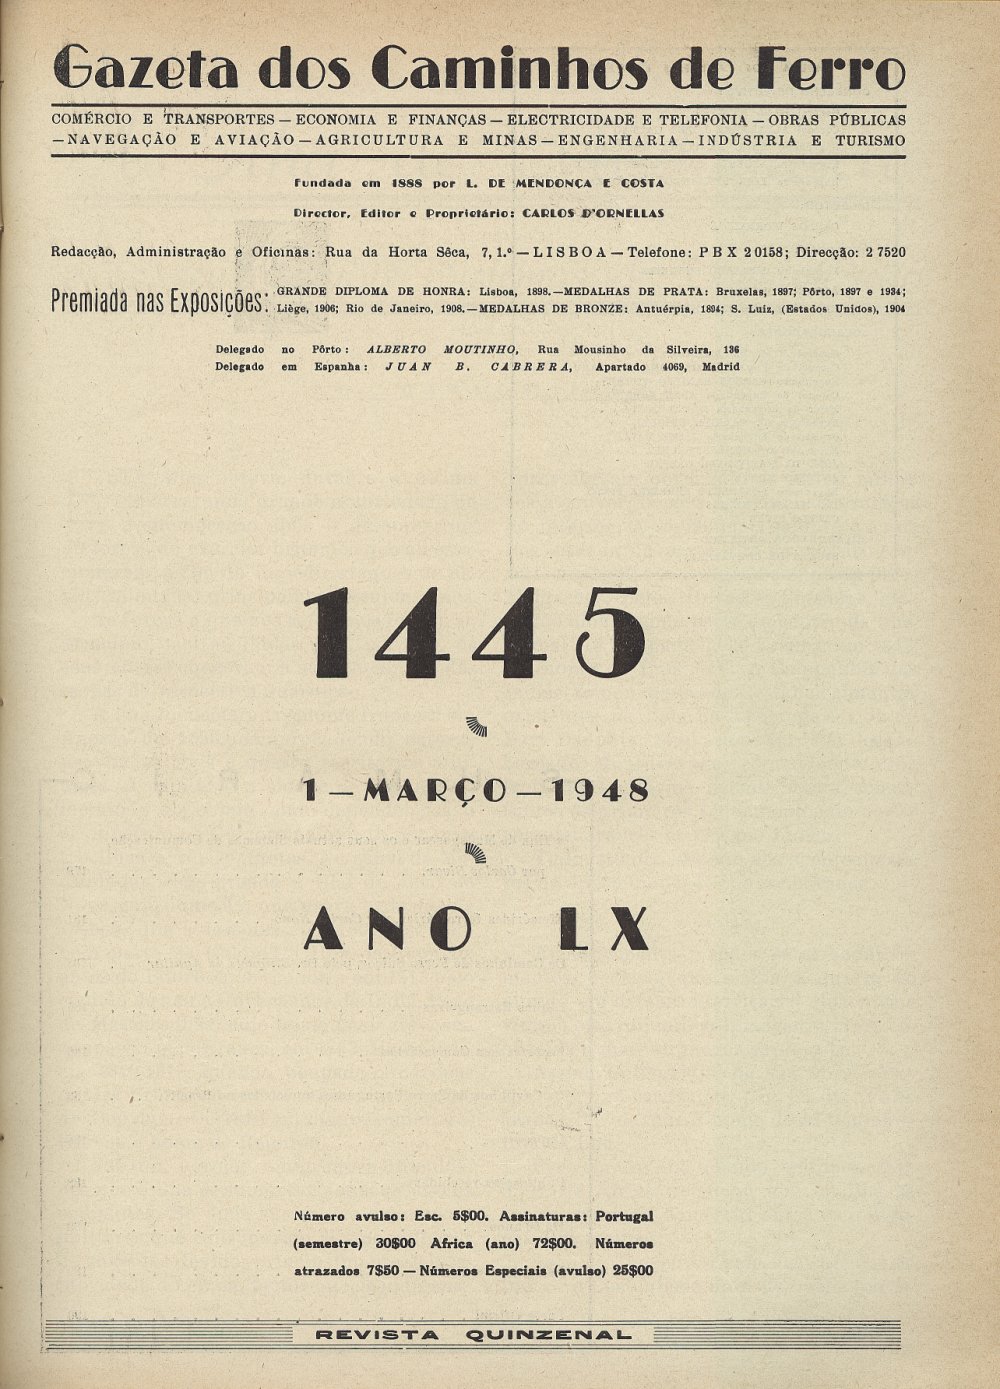 Gazeta dos Caminhos de Ferro
COMÉRCIO E TRANSPORTES — ECONOMIA E FINANÇAS — ELECTRICIDADE E TELEFONIA — OBRAS PÚBLICAS
— NAVEGAÇÃO E AVIAÇÃO — AGRICULTURA E MINAS — ENGENHARIA — INDÚSTRIA E TURISMO
Fundada em 1888 por L. DE MENDONÇA E COSTA
Director, Editor e Proprietário: CARLOS D'ORNELLAS
Redacção, Administração e Oficinas: Rua da Horta Sêca, 7, 1.º — LISBOA — Telefone: PBX 20158; Direcção: 27520
Premiada nas Exposições: GRANDE DIPLOMA DE HONRA: Lisboa, 1898. — MEDALHAS DE PRATA: Bruxelas, 1897; Pôrto, 1897 e 1934;
Liège, 1906; Rio de Janeiro, 1908. — MEDALHAS DE BRONZE: Antuérpia, 1894; S. Luiz, (Estados Unidos), 1904
Delegado no Pôrto: ALBERTO MOUTINHO, Rua Mousinho da Silveira, 136
Delegado em Espanha: JUAN B. CABRERA, Apartado 4069, Madrid
1445
1 — MARÇO — 1948
ANO LX
Número avulso: Esc. 5$00. Assinaturas: Portugal
(semestre) 30$00 Africa (ano) 72$00. Números
atrazados 7$50 — Números Especiais (avulso) 25$00
REVISTA QUINZENAL